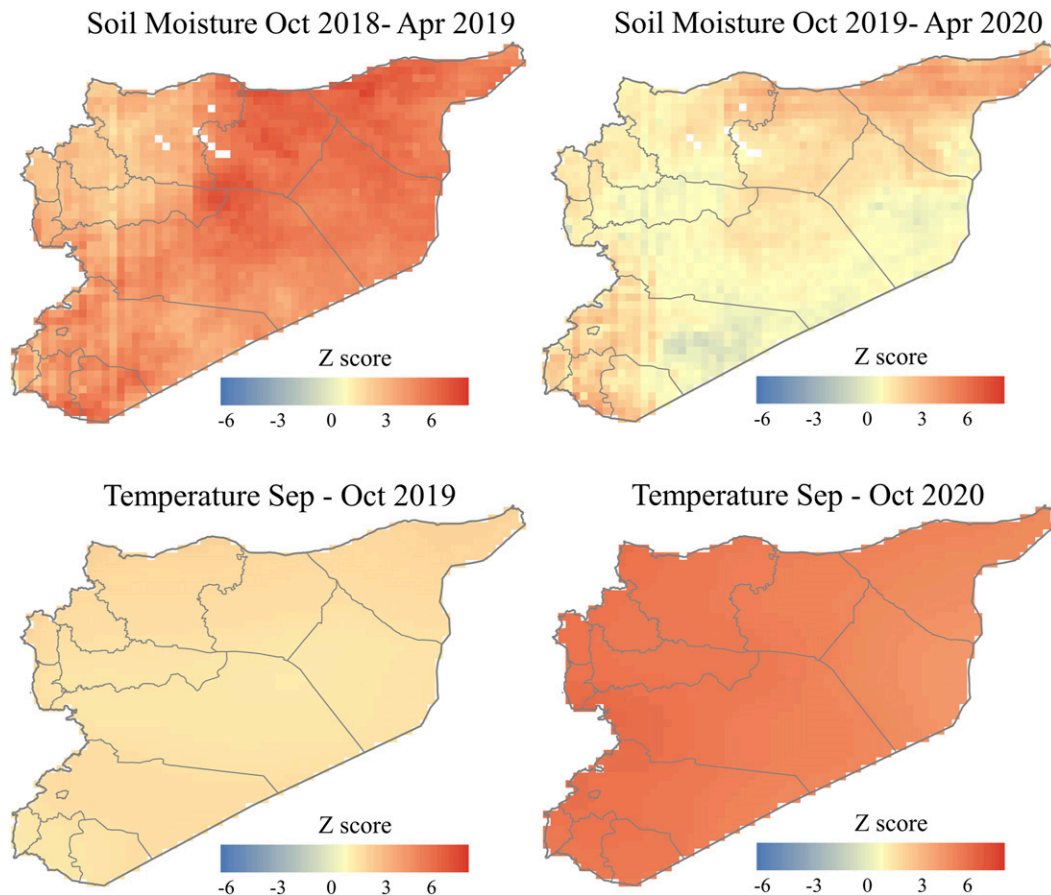 Soil Moisture Oct 2018- Apr 2019
Soil Moisture Oct 2019- Apr 2020
Z score
-6 -3 0 3 6
Z score
-6 -3 0 3 6
Temperature Sep - Oct 2019
Temperature Sep - Oct 2020
Z score
-6 -3 0 3 6
Z score
-6 -3 0 3 6